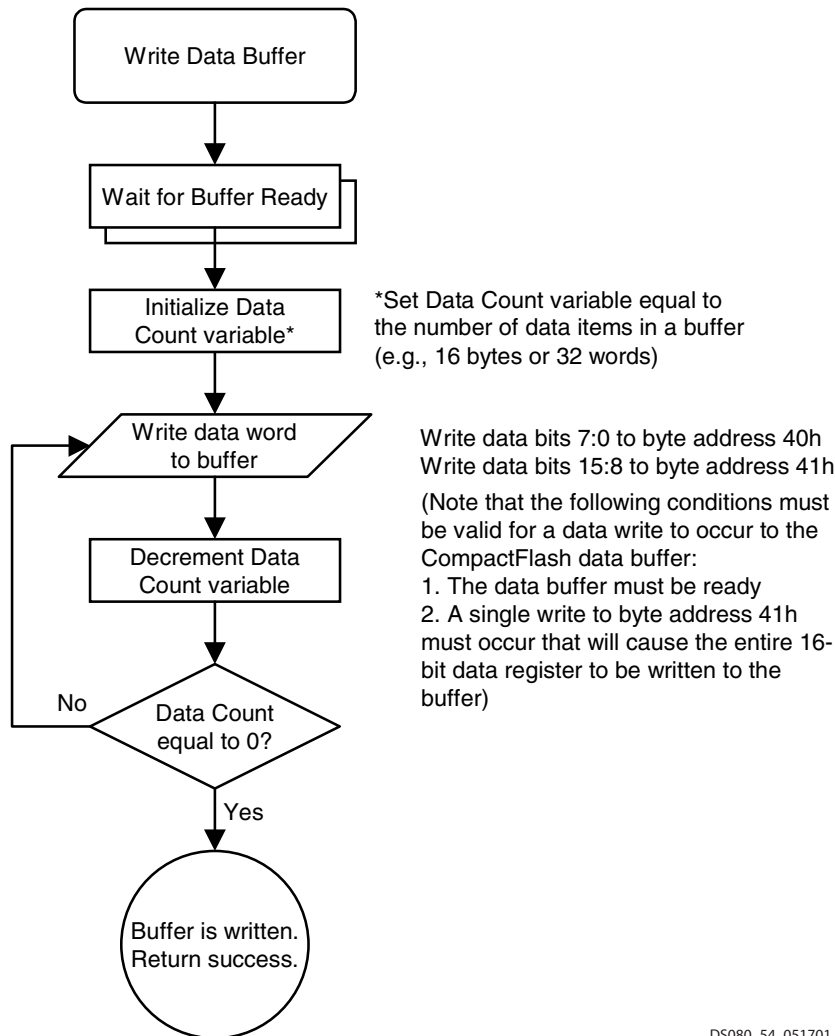 Write Data Buffer
Wait for Buffer Ready
Initialize Data
Count variable*
*Set Data Count variable equal to
the number of data items in a buffer
(e.g., 16 bytes or 32 words)
Write data word
to buffer
Write data bits 7:0 to byte address 40h
Write data bits 15:8 to byte address 41h
(Note that the following conditions must
be valid for a data write to occur to the
CompactFlash data buffer:
1. The data buffer must be ready
2. A single write to byte address 41h
must occur that will cause the entire 16-
bit data register to be written to the
buffer)
Decrement Data
Count variable
No
Data Count
equal to 0?
Yes
Buffer is written.
Return success.
DS080_54_051701